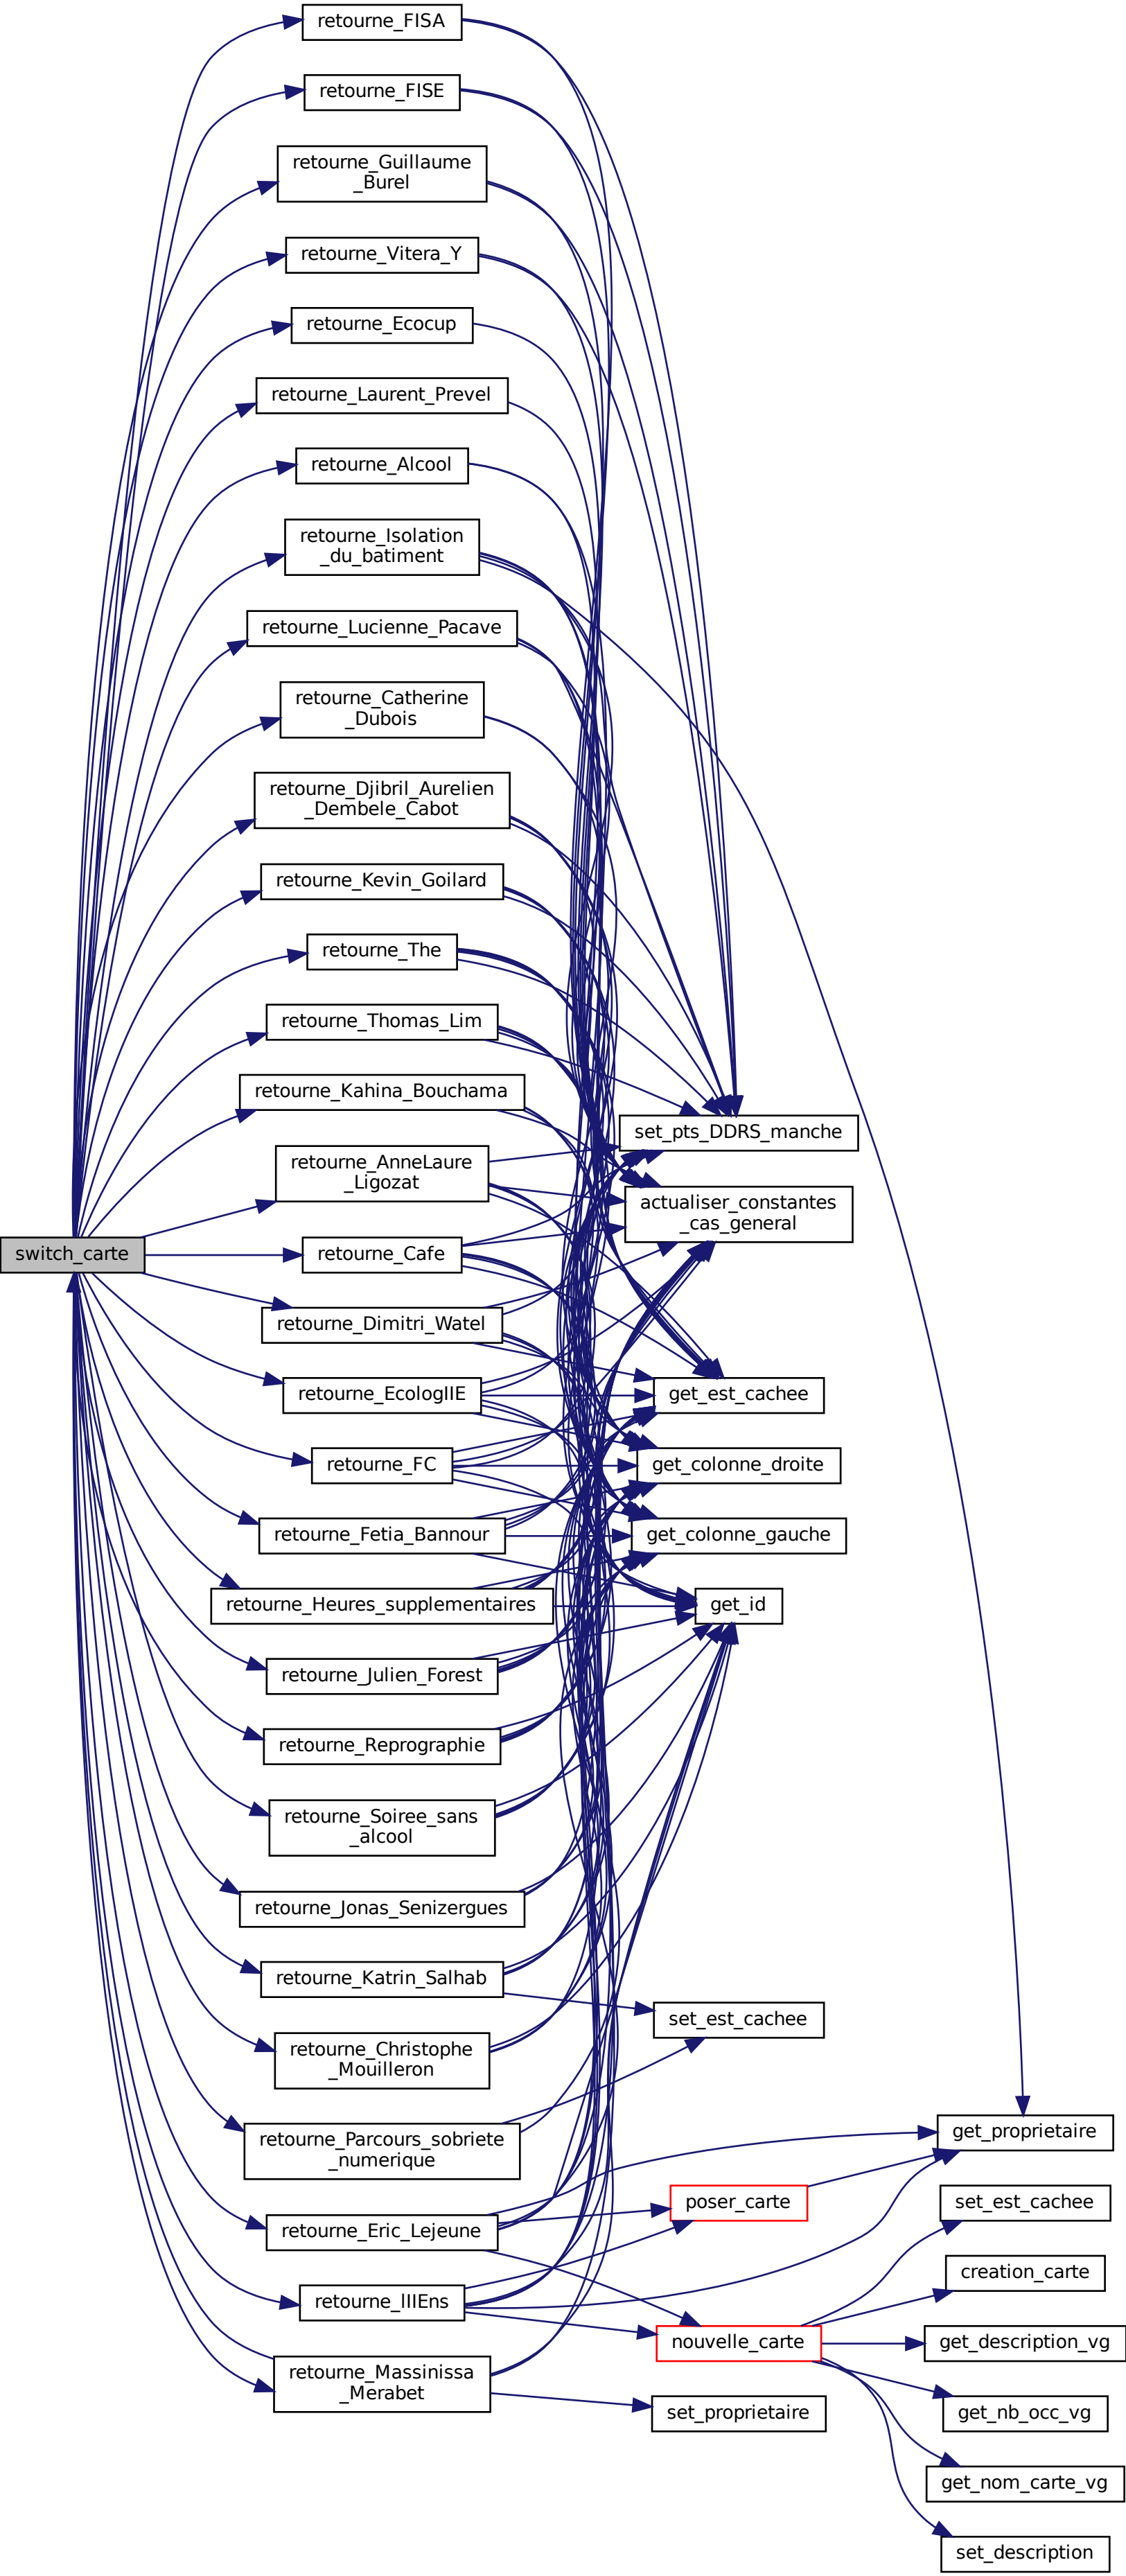 retourne_FISA
retourne_FISE
retourne_Guillaume
_Burel
retourne_Vitera_Y
retourne_Ecocup
retourne_Laurent_Prevel
retourne_Alcool
retourne_Isolation
_du_batiment
retourne_Lucienne_Pacave
retourne_Catherine
_Dubois
retourne_Djibril_Aurelien
_Dembele_Cabot
retourne_Kevin_Goilard
retourne_The
retourne_Thomas_Lim
retourne_Kahina_Bouchama
retourne_AnneLaure
_Ligozat
switch_carte
retourne_Cafe
retourne_Dimitri_Watel
retourne_EcologIIE
retourne_FC
retourne_Fetia_Bannour
retourne_Heures_supplementaires
retourne_Julien_Forest
retourne_Reprographie
retourne_Soiree_sans
_alcool
retourne_Jonas_Senizergues
retourne_Katrin_Salhab
retourne_Christophe
_Mouilleron
retourne_Parcours_sobriete
_numerique
retourne_Eric_Lejeune
retourne_lIIEns
retourne_Massinissa
_Merabet
set_pts_DDRS_manche
actualiser_constantes
_cas_general
get_est_cachee
get_colonne_droite
get_colonne_gauche
get_id
set_est_cachee
poser_carte
nouvelle_carte
set_proprietaire
get_proprietaire
set_est_cachee
creation_carte
get_description_vg
get_nb_occ_vg
get_nom_carte_vg
set_description